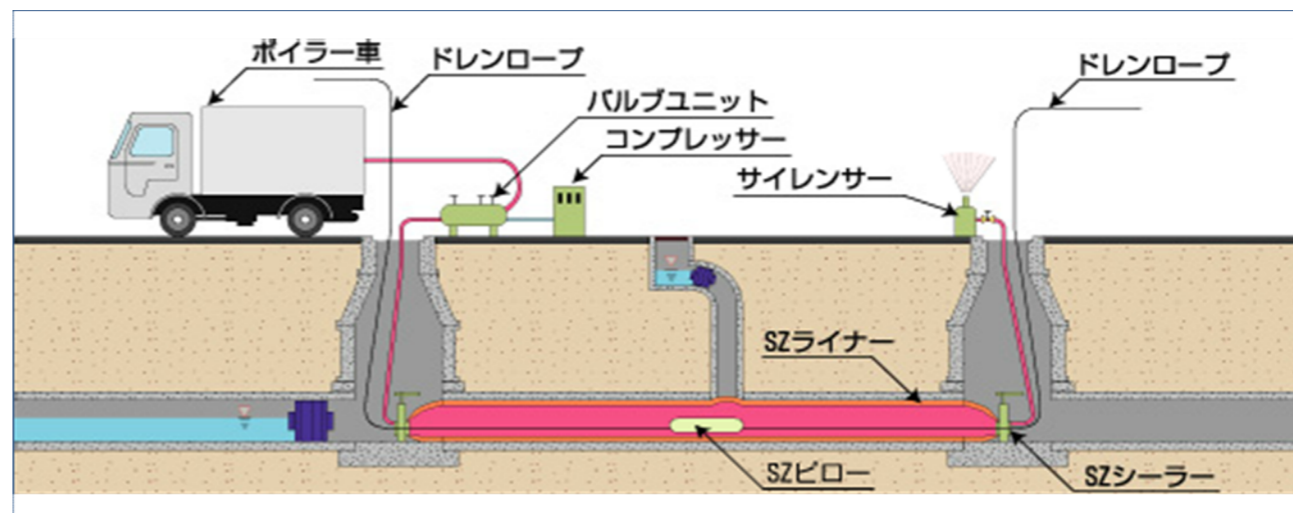 ボイラー車
ドレンロープ
バルブユニット
コンプレッサー
サイレンサー
ドレンロープ
SZライナー
SZピロー
SZシーラー